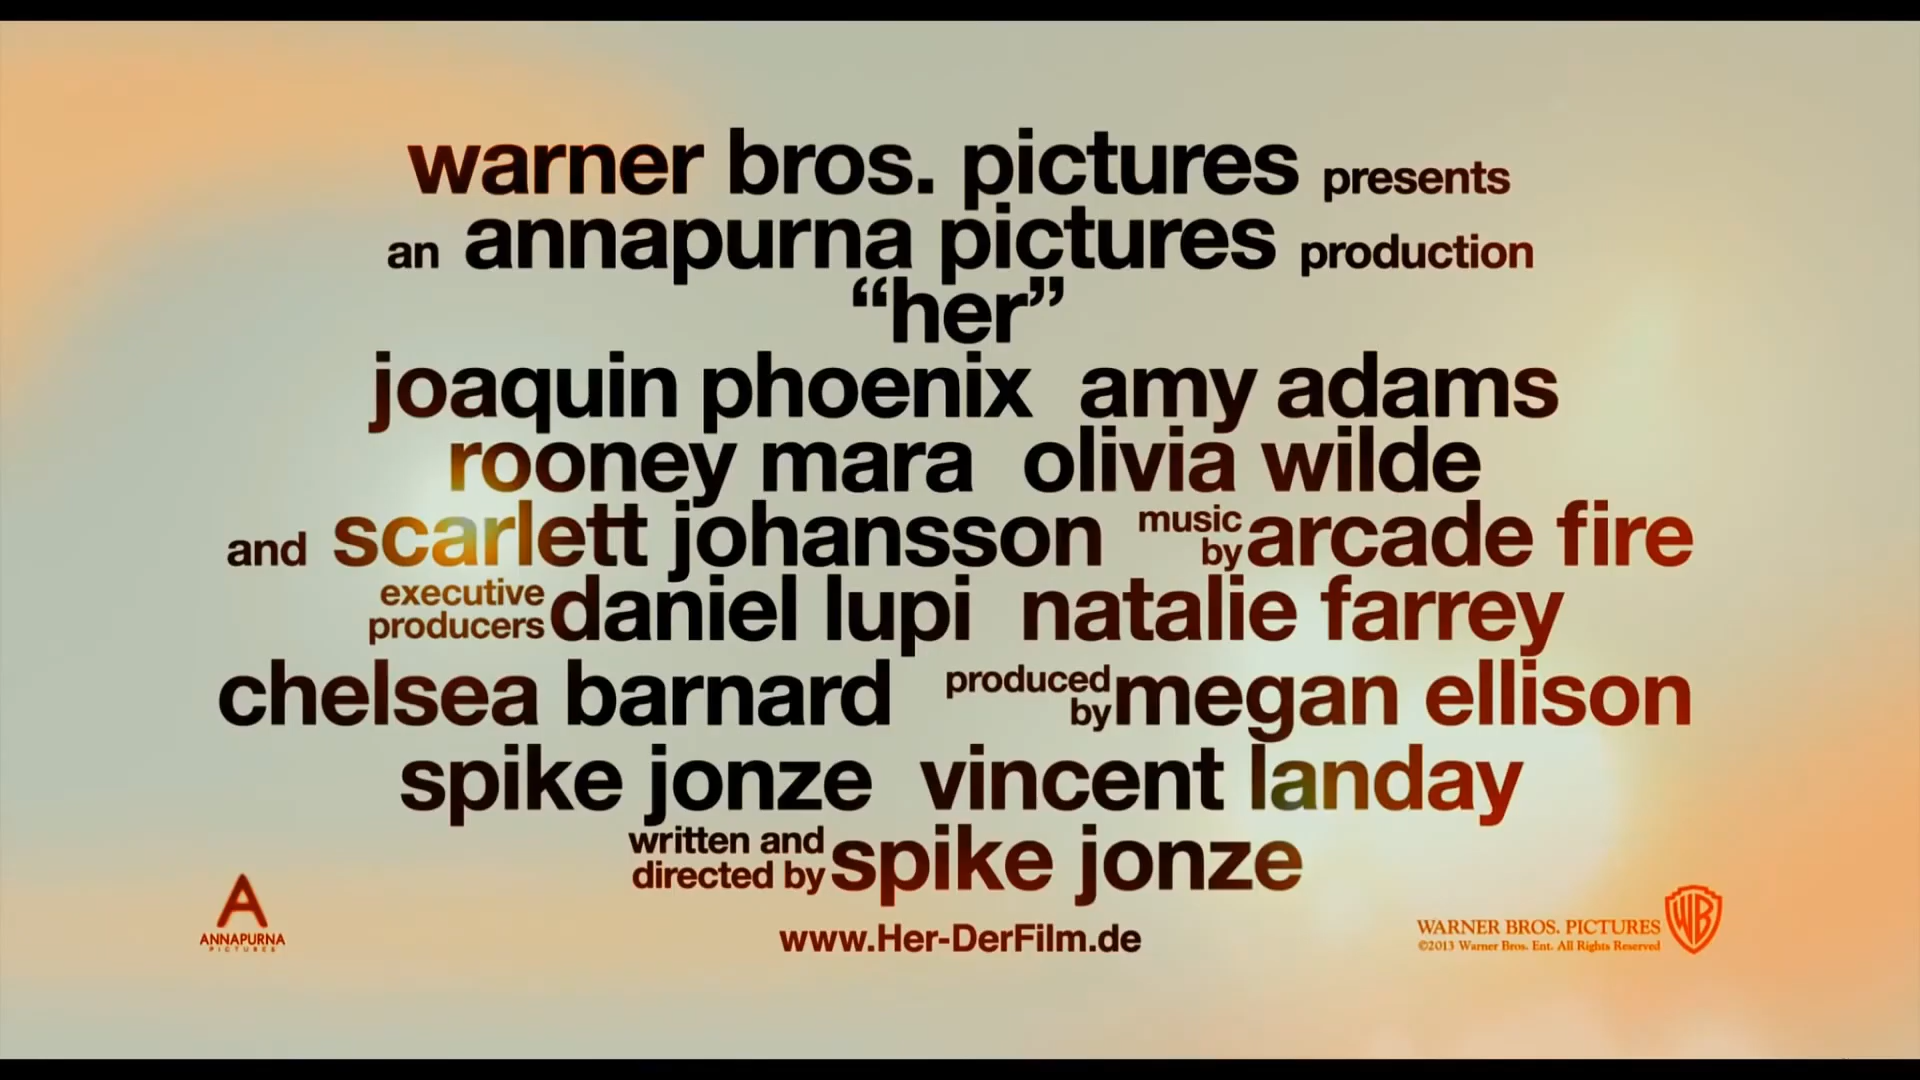 warner bros. pictures presents
an annapurna pictures production
“her”
joaquin phoenix amy adams
rooney mara olivia wilde
and scarlett johansson music by arcade fire
executive producers daniel lupi natalie farrey
chelsea barnard produced by megan ellison
spike jonze vincent landay
written and directed by spike jonze
www.Her-DerFilm.de
A
ANNAPURNA
PICTURES
WARNER BROS. PICTURES
©2013 Warner Bros. Ent. All Rights Reserved
WB